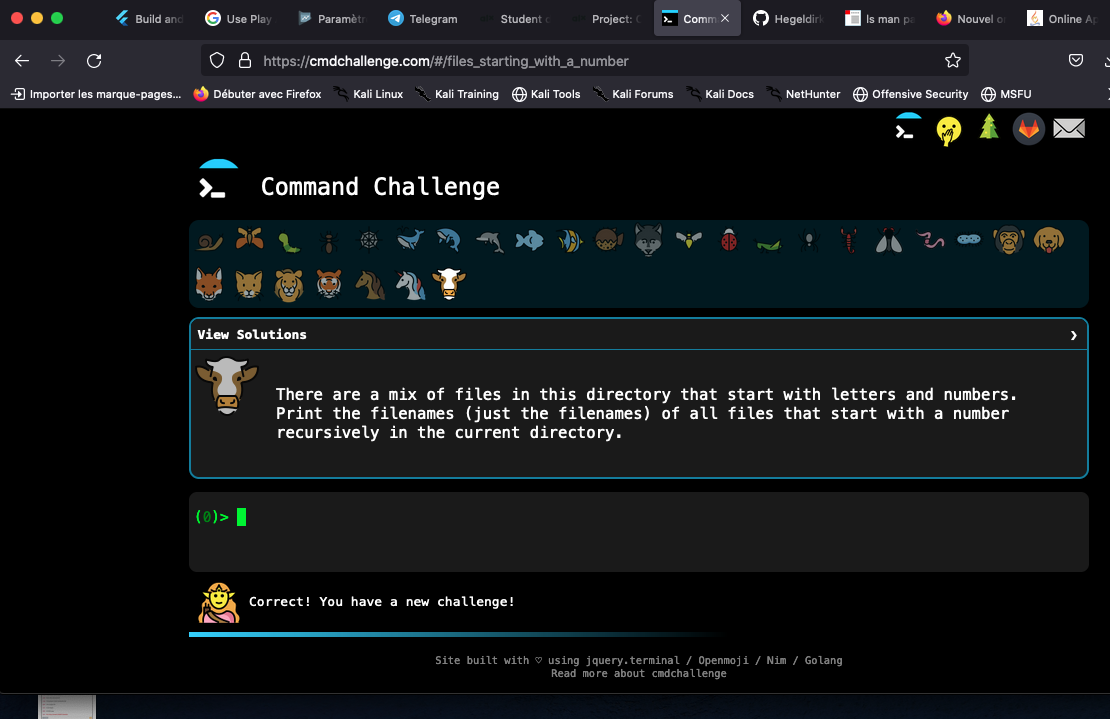 Build and
Use Play
Paramètr
Telegram
Student
Project:
Comm
Hegeldirk
Is man pa
Nouvel o
Online Ap
https://cmdchallenge.com/#/files_starting_with_a_number
Importer les marque-pages...
Débuter avec Firefox
Kali Linux
Kali Training
Kali Tools
Kali Forums
Kali Docs
NetHunter
Offensive Security
MSFU
Command Challenge
View Solutions
There are a mix of files in this directory that start with letters and numbers.
Print the filenames (just the filenames) of all files that start with a number
recursively in the current directory.
(0)>
Correct! You have a new challenge!
Site built with ♡ using jquery.terminal / Openmoji / Nim / Golang
Read more about cmdchallenge